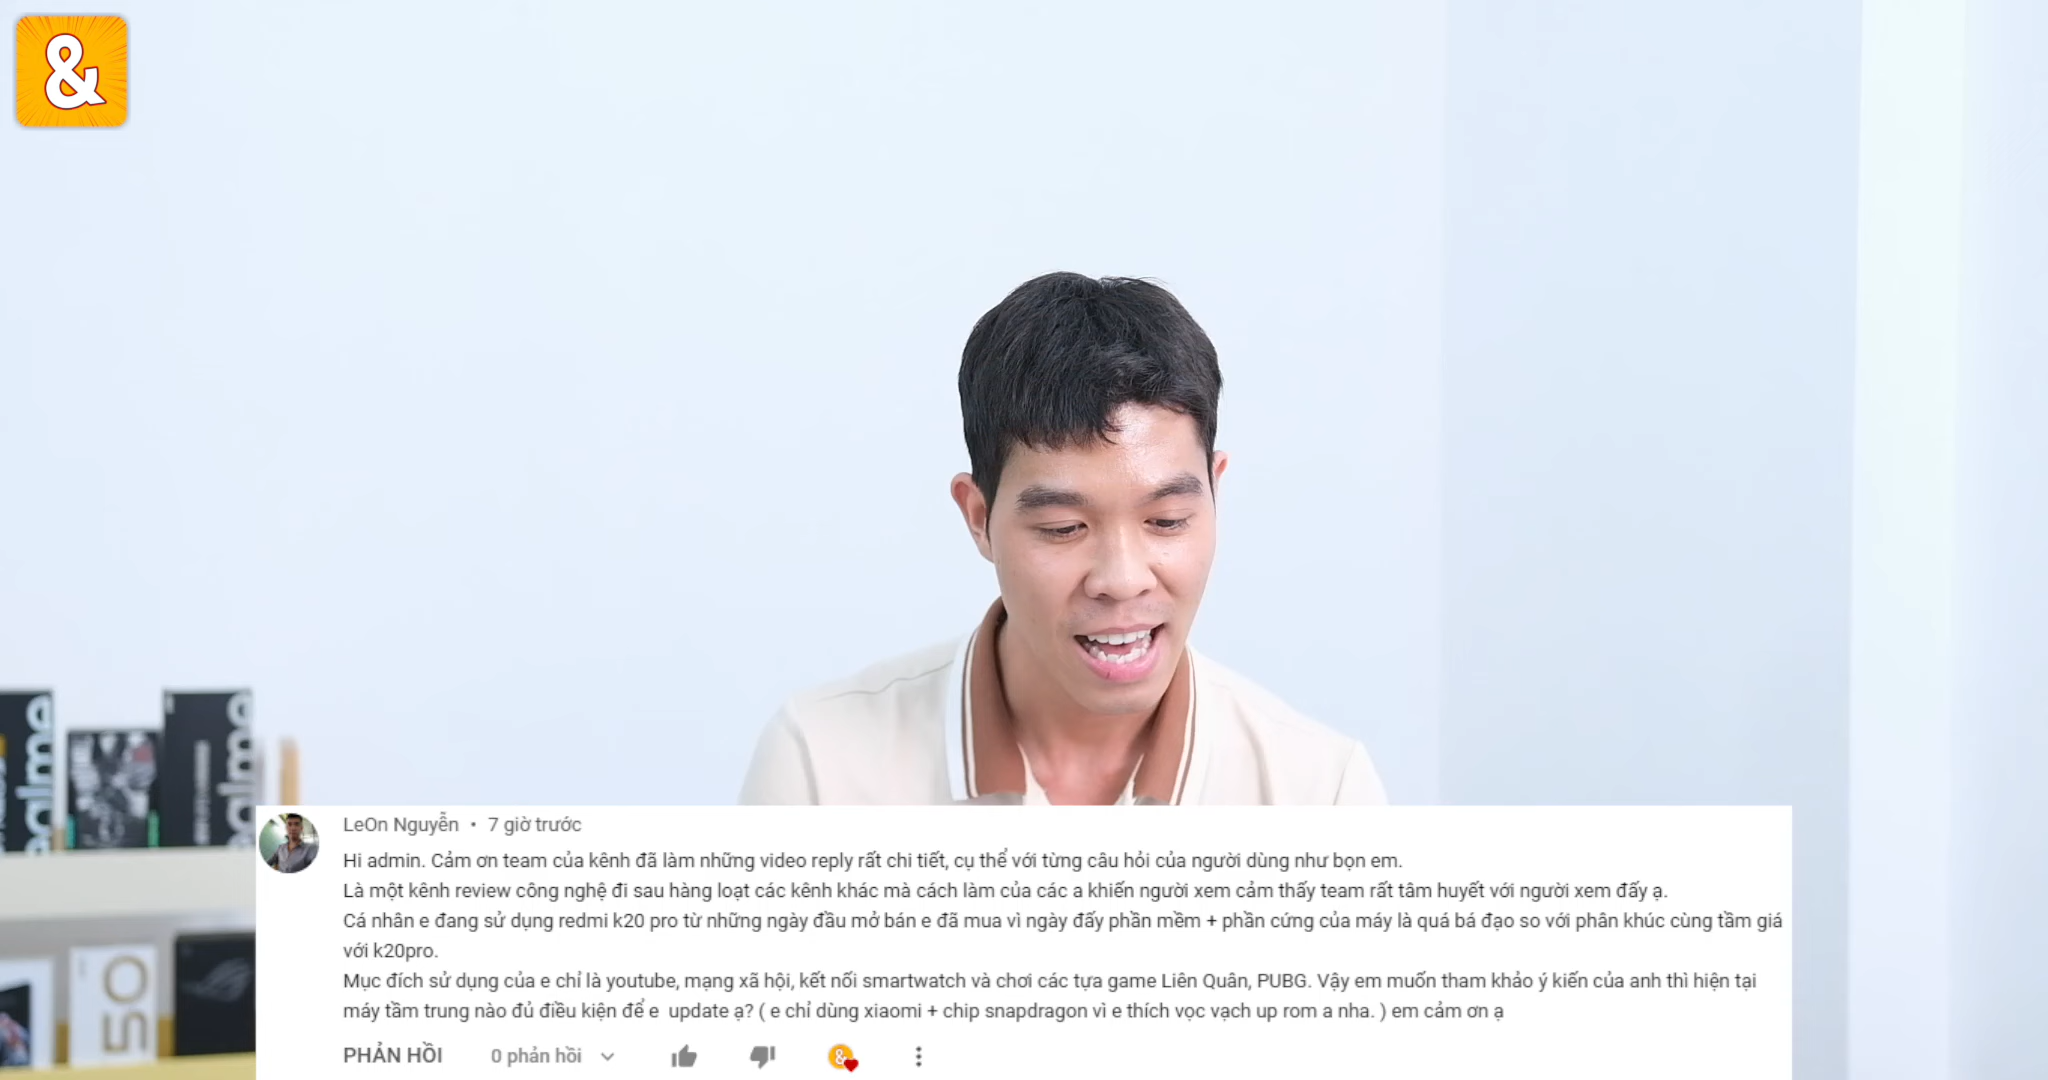 &
realme
realme
50
LeOn Nguyễn • 7 giờ trước
Hi admin. Cảm ơn team của kênh đã làm những video reply rất chi tiết, cụ thể với từng câu hỏi của người dùng như bọn em.
Là một kênh review công nghệ đi sau hàng loạt các kênh khác mà cách làm của các a khiến người xem cảm thấy team rất tâm huyết với người xem đấy ạ.
Cá nhân e đang sử dụng redmi k20 pro từ những ngày đầu mở bán e đã mua vì ngày đấy phần mềm + phần cứng của máy là quá bá đạo so với phân khúc cùng tầm giá
với k20pro.
Mục đích sử dụng của e chỉ là youtube, mạng xã hội, kết nối smartwatch và chơi các tựa game Liên Quân, PUBG. Vậy em muốn tham khảo ý kiến của anh thì hiện tại
máy tầm trung nào đủ điều kiện để e  update ạ? ( e chỉ dùng xiaomi + chip snapdragon vì e thích vọc vạch up rom a nha. ) em cảm ơn ạ
PHẢN HỒI 0 phản hồi &